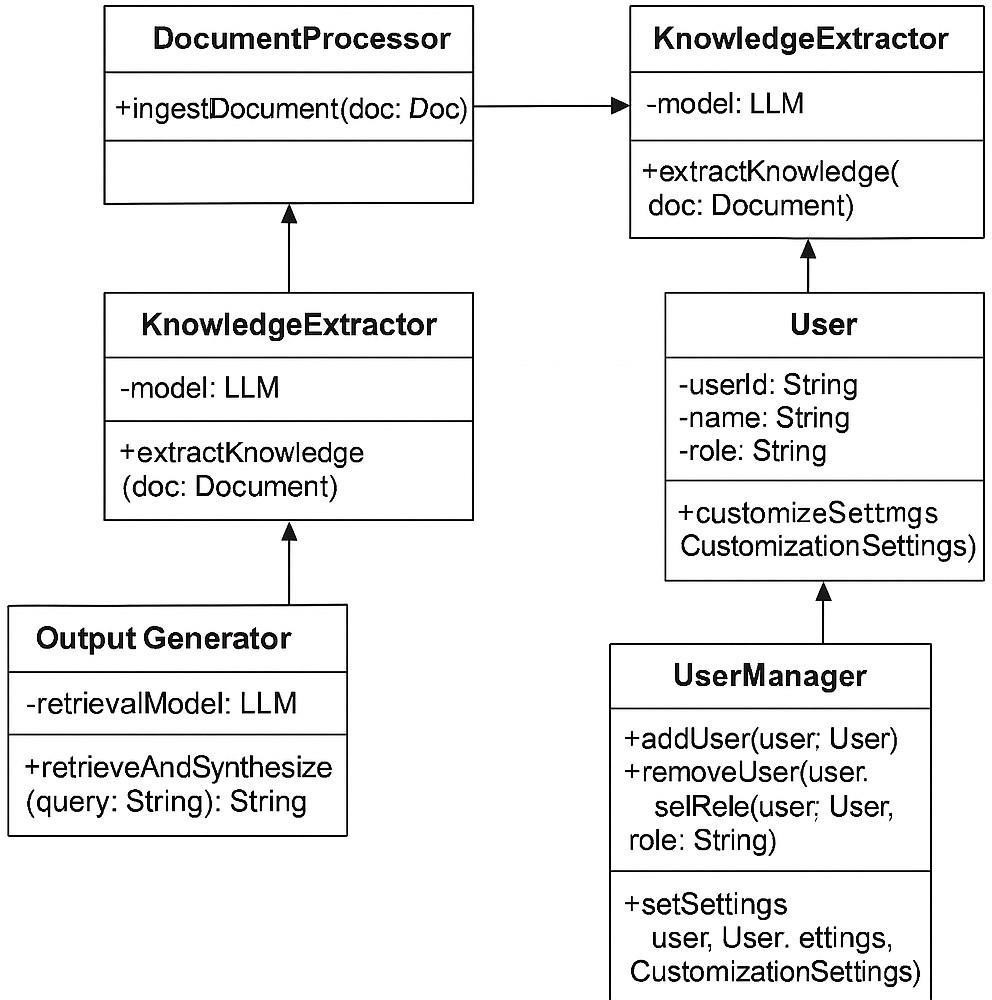 DocumentProcessor
+ingestDocument(doc: Doc)
KnowledgeExtractor
-model: LLM
+extractKnowledge(
doc: Document)
KnowledgeExtractor
-model: LLM
+extractKnowledge
(doc: Document)
User
-userId: String
-name: String
-role: String
+customizeSettmgs
CustomizationSettings)
Output Generator
-retrievalModel: LLM
+retrieveAndSynthesize
(query: String): String
UserManager
+addUser(user: User)
+removeUser(user.
selRele(user; User,
role: String)
+setSettings
user, User. ettings,
CustomizationSettings)